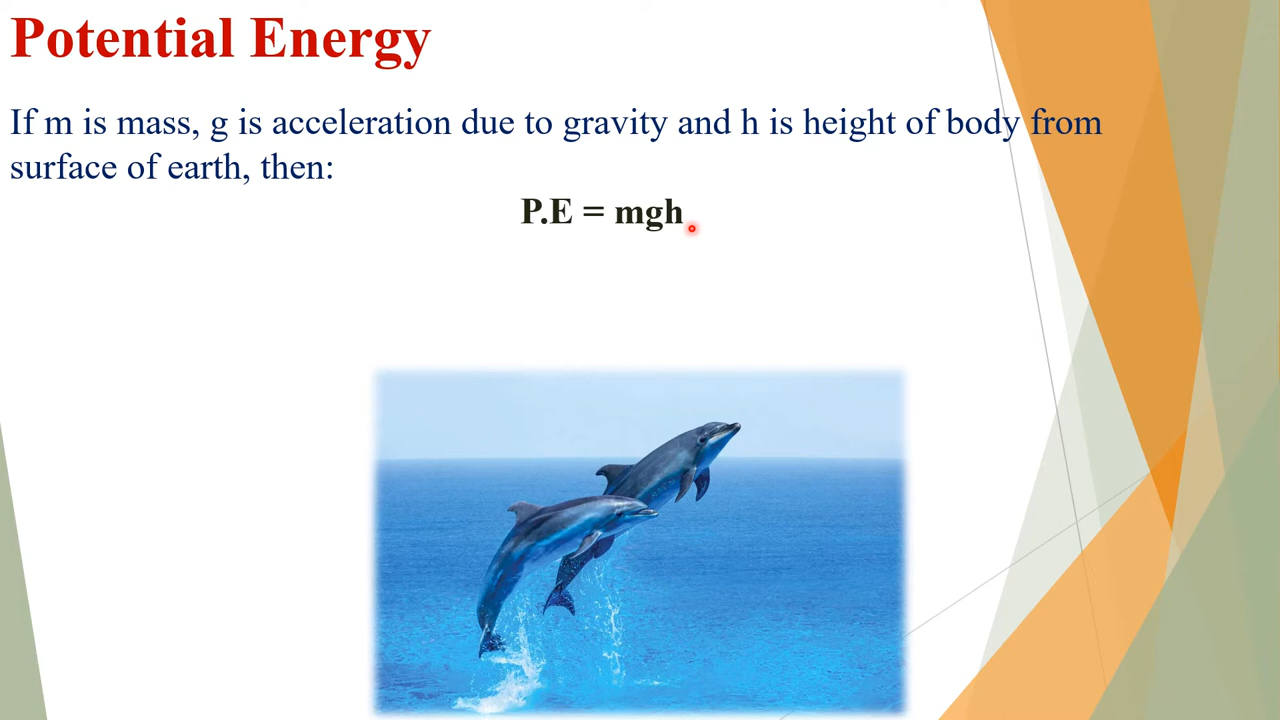 Potential Energy
If m is mass, g is acceleration due to gravity and h is height of body from
surface of earth, then:
P.E = mgh